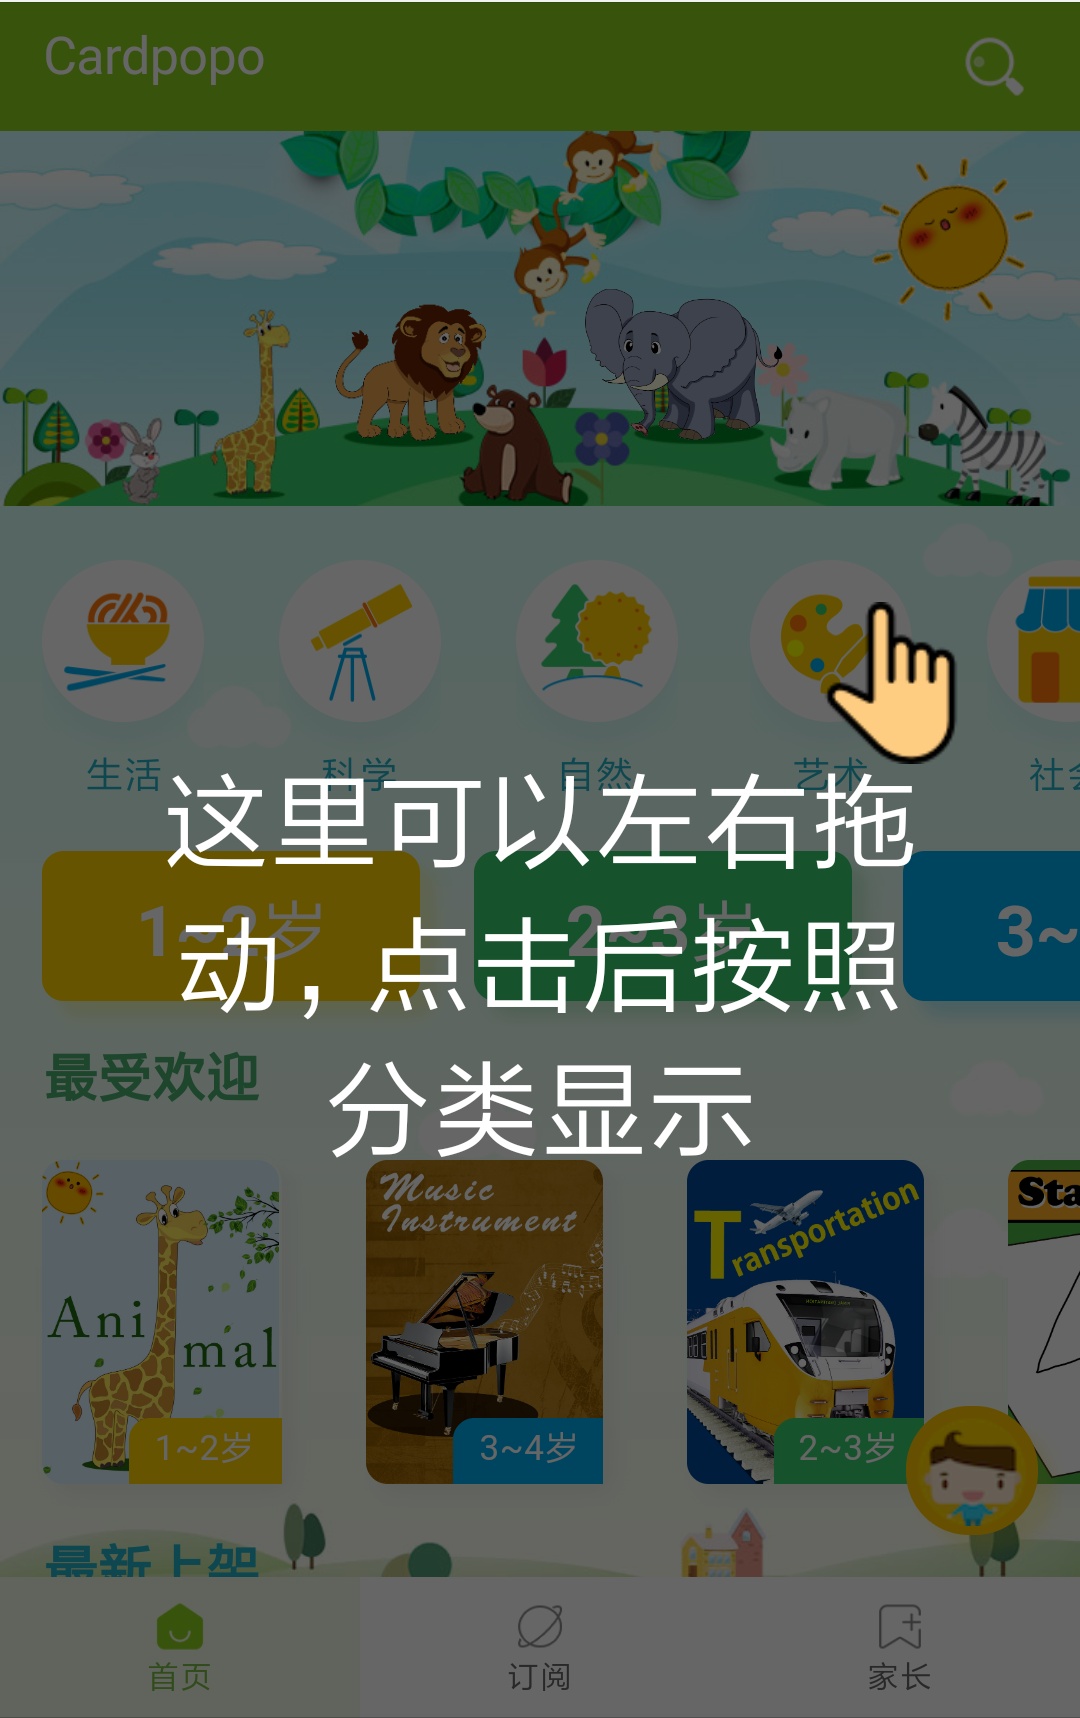 Cardpopo
生活
科学
自然
艺术
社会
这里可以左右拖
动，点击后按照
分类显示
1~2岁
2~3岁
3~
最受欢迎
Animal
1~2岁
Music
Instrument
3~4岁
Transportation
2~3岁
Sta
最新上架
首页
订阅
家长